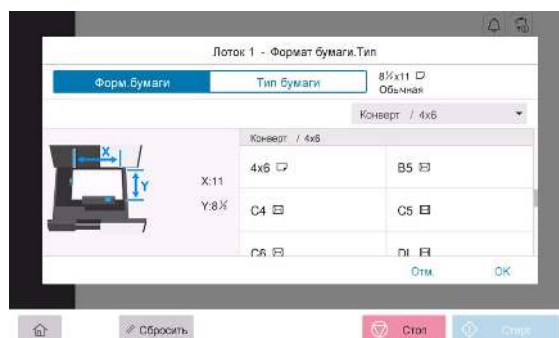 Лоток 1 - Формат бумаги.Тип
Форм.бумаги
Тип бумаги
8½x11
Обычная
Конверт / 4x6
Конверт / 4x6
X
Y
X:11
Y:8½
4x6
B5
C4
C5
C6
DL
Отм.
OK
Сбросить
Стоп
Старт